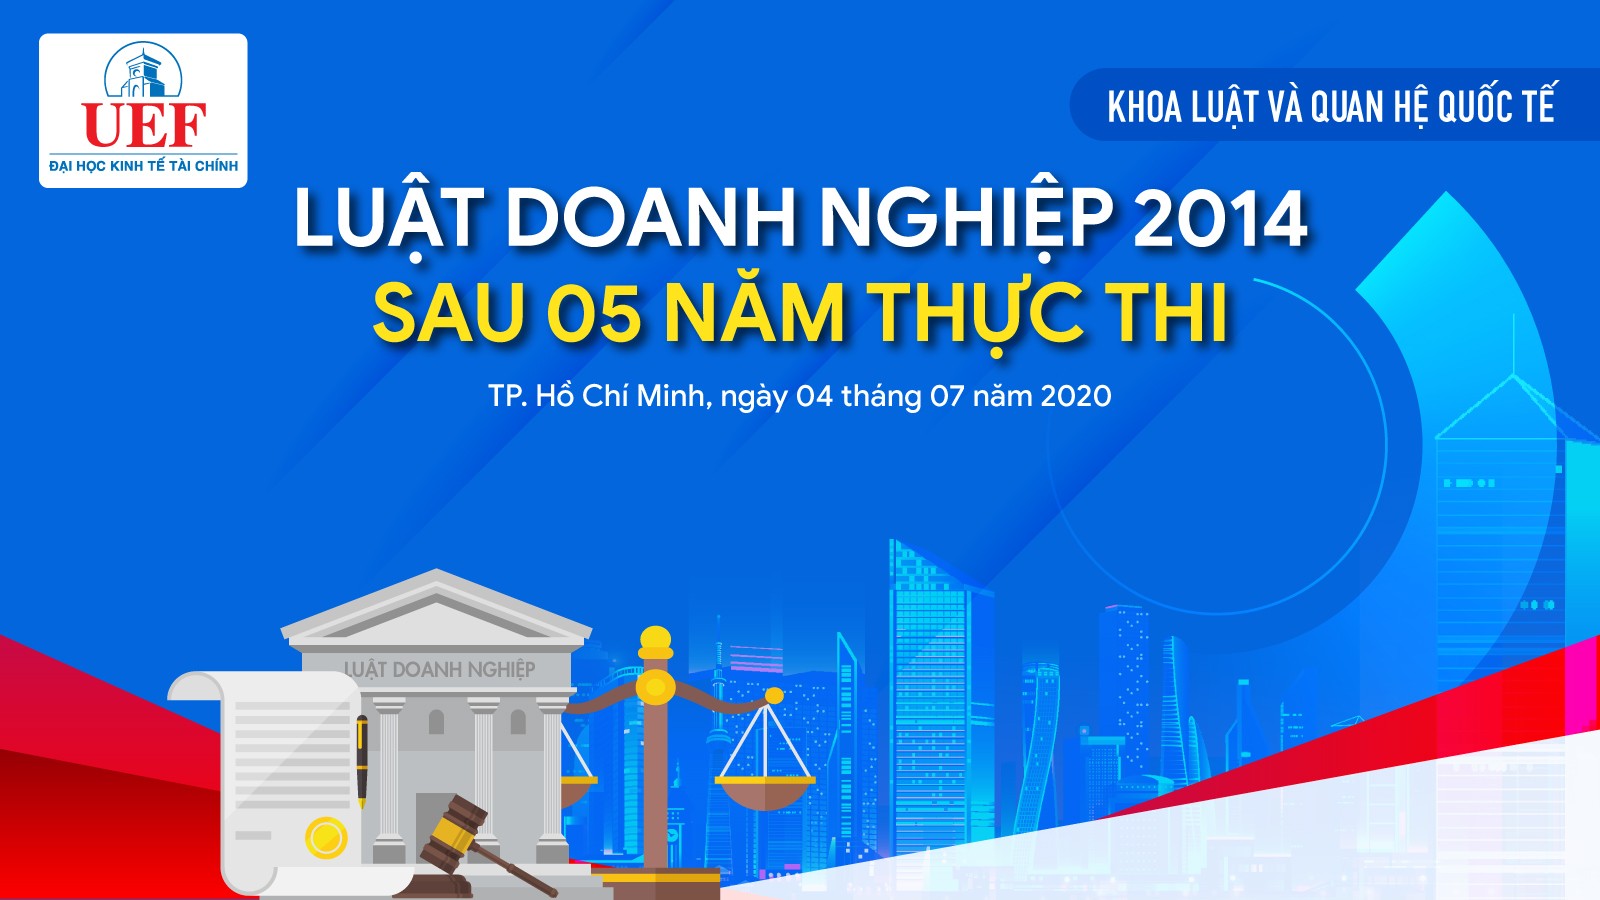 UEF
ĐẠI HỌC KINH TẾ TÀI CHÍNH
KHOA LUẬT VÀ QUAN HỆ QUỐC TẾ
LUẬT DOANH NGHIỆP 2014
SAU 05 NĂM THỰC THI
TP. Hồ Chí Minh, ngày 04 tháng 07 năm 2020
LUẬT DOANH NGHIỆP